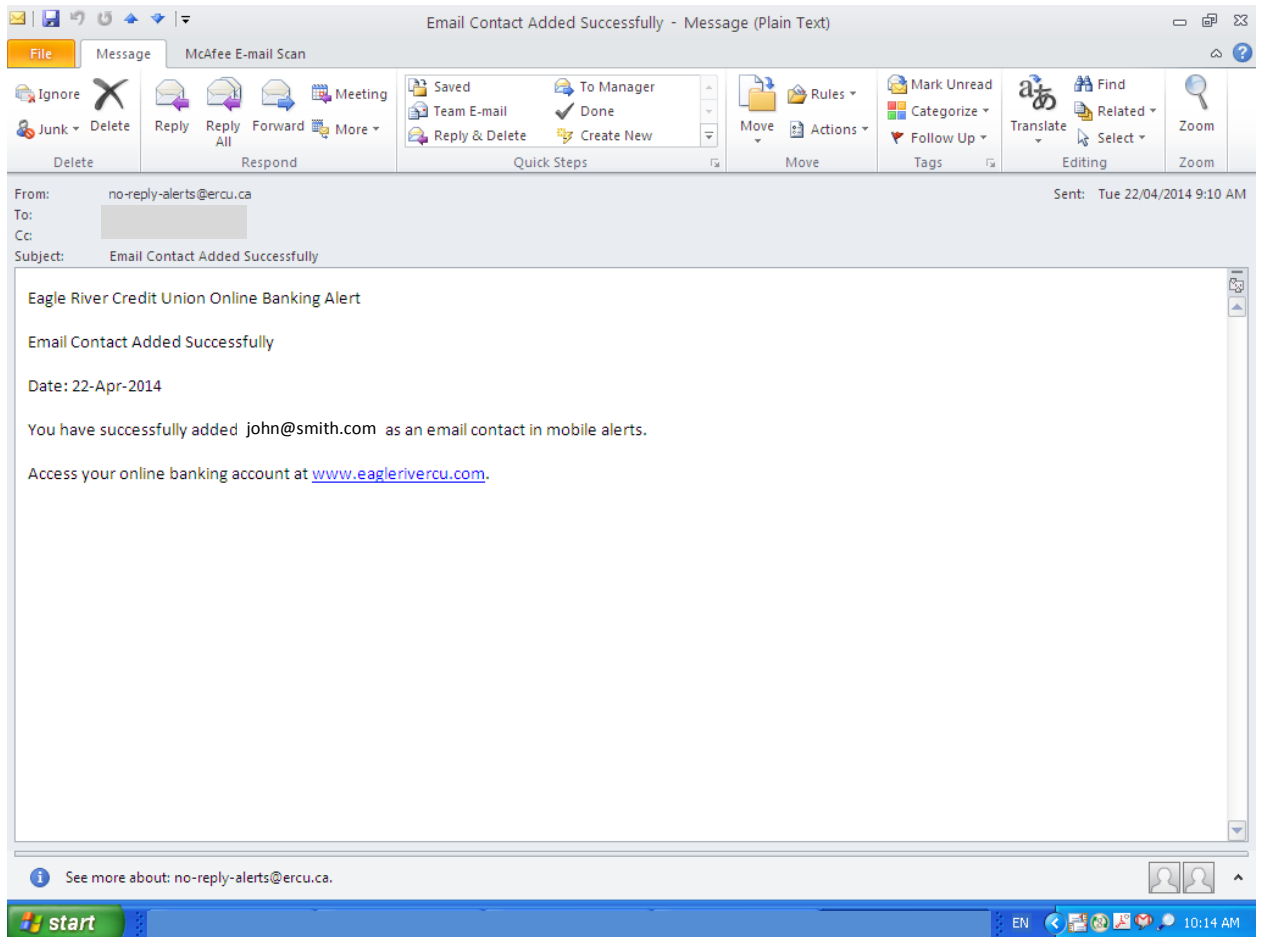 Email Contact Added Successfully - Message (Plain Text)
File Message McAfee E-mail Scan
Ignore
Junk
Delete
Reply
Reply All
Forward
Meeting
More
Saved
Team E-mail
Reply & Delete
To Manager
Done
Create New
Move
Rules
Actions
Mark Unread
Categorize
Follow Up
Translate
Find
Related
Select
Zoom
Delete Respond Quick Steps Move Tags Editing Zoom
From: no-reply-alerts@ercu.ca Sent: Tue 22/04/2014 9:10 AM
To:
Cc:
Subject: Email Contact Added Successfully
Eagle River Credit Union Online Banking Alert
Email Contact Added Successfully
Date: 22-Apr-2014
You have successfully added john@smith.com as an email contact in mobile alerts.
Access your online banking account at www.eaglerivercu.com.
See more about: no-reply-alerts@ercu.ca.
start EN 10:14 AM